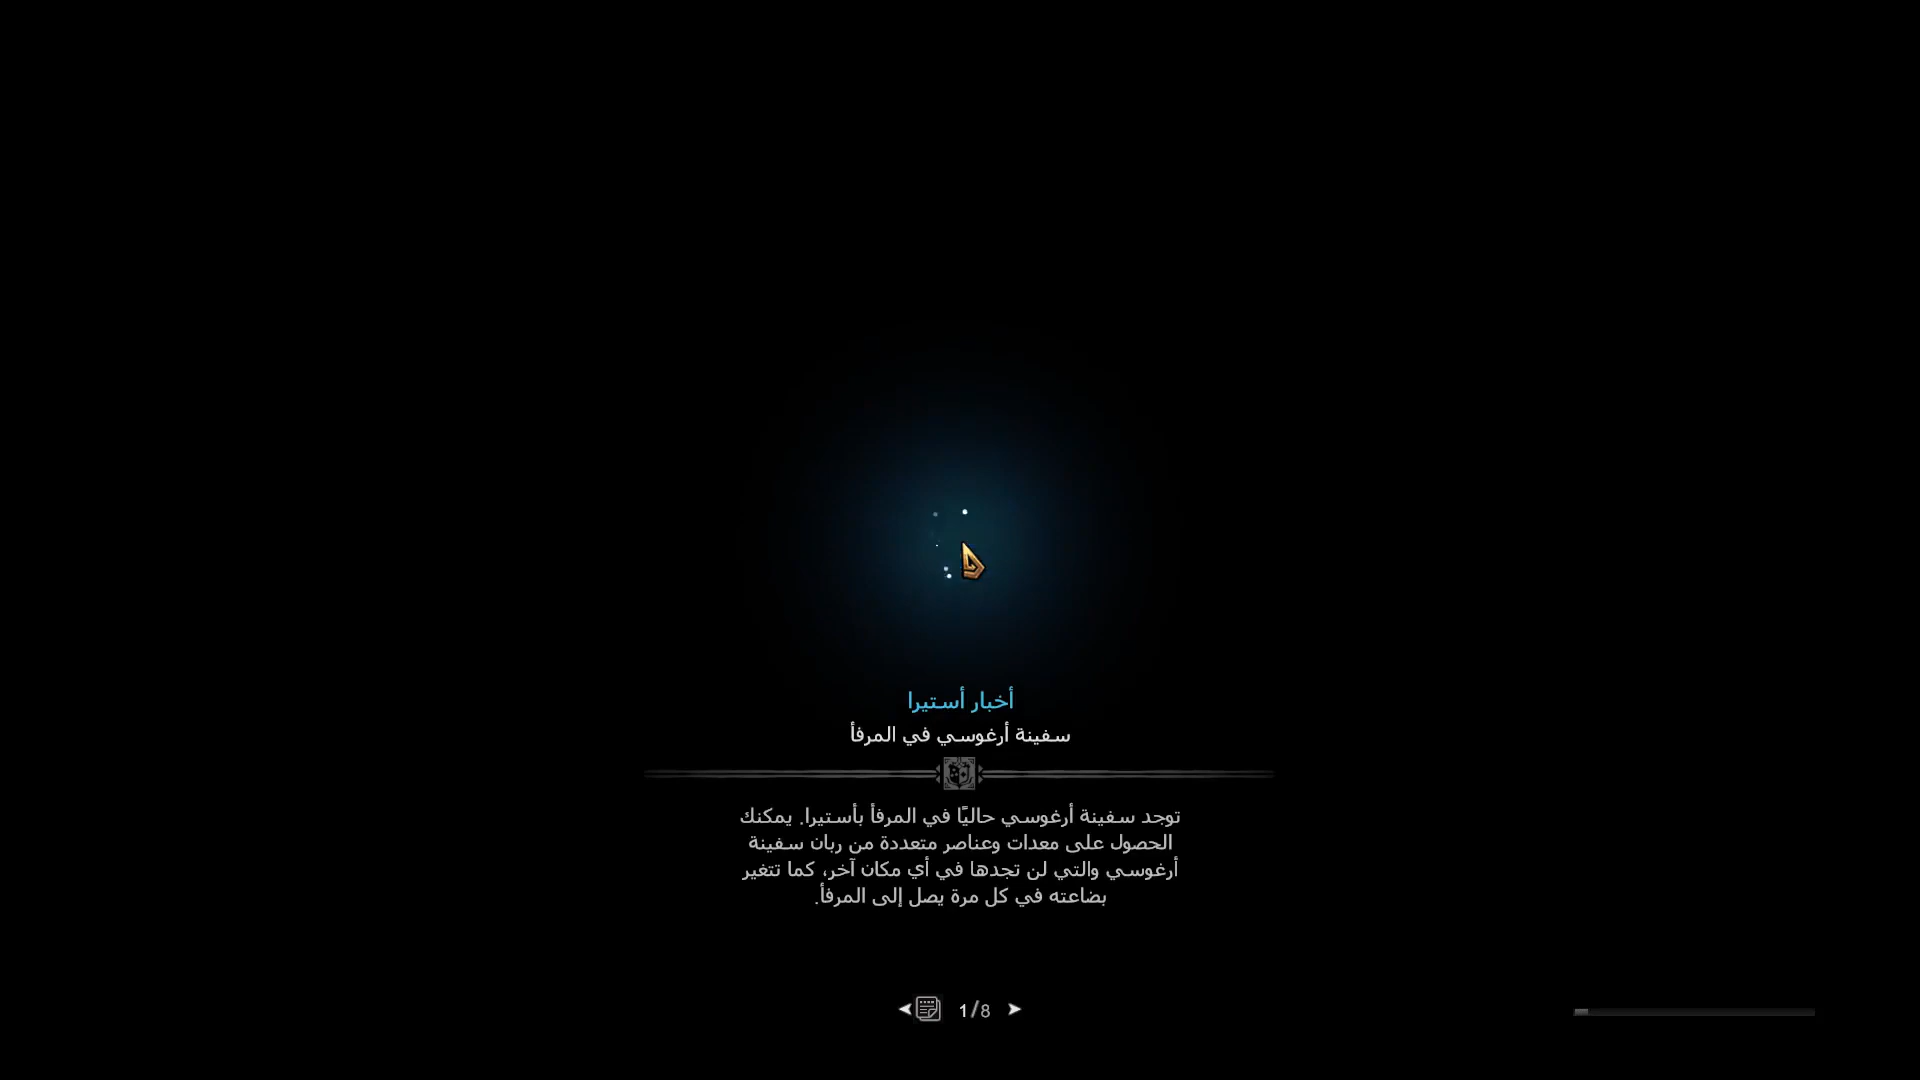 أخبار أستيرا
سفينة أرغوسي في المرفأ
توجد سفينة أرغوسي حاليًا في المرفأ بأستيرا. يمكنك
الحصول على معدات وعناصر متعددة من ربان سفينة
أرغوسي والتي لن تجدها في أي مكان آخر، كما تتغير
بضاعته في كل مرة يصل إلى المرفأ.
1/8